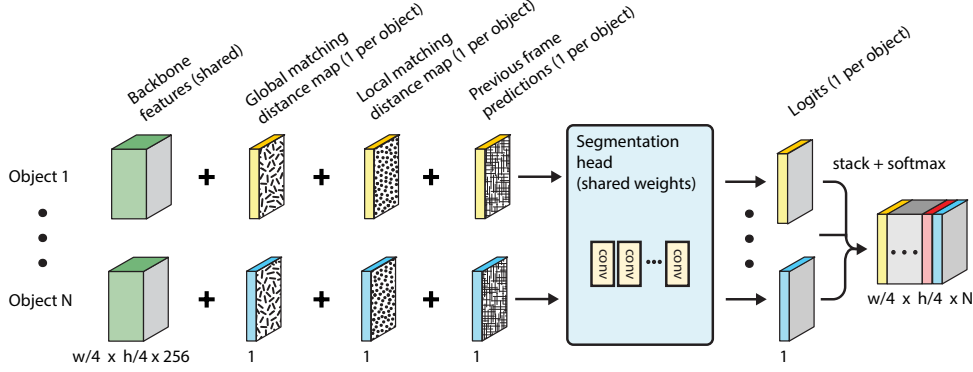 Backbone
features (shared)
Global matching
distance map (1 per object)
Local matching
distance map (1 per object)
Previous frame
predictions (1 per object)
Logits (1 per object)
Object 1
+
+
+
Segmentation
head
(shared weights)
stack + softmax
conv
conv
conv
Object N
+
+
+
w/4 x h/4 x 256
1
1
1
1
w/4 x h/4 x N